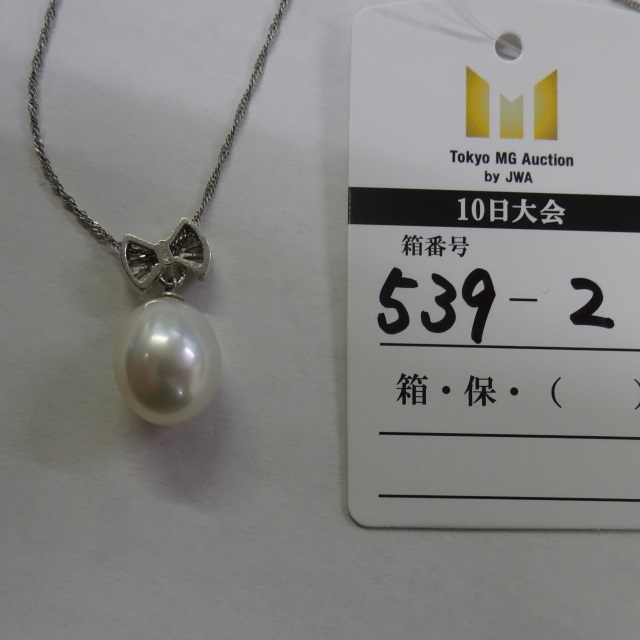 Tokyo MG Auction
by JWA
10日大会
箱番号
539-2
箱・保・（　　）